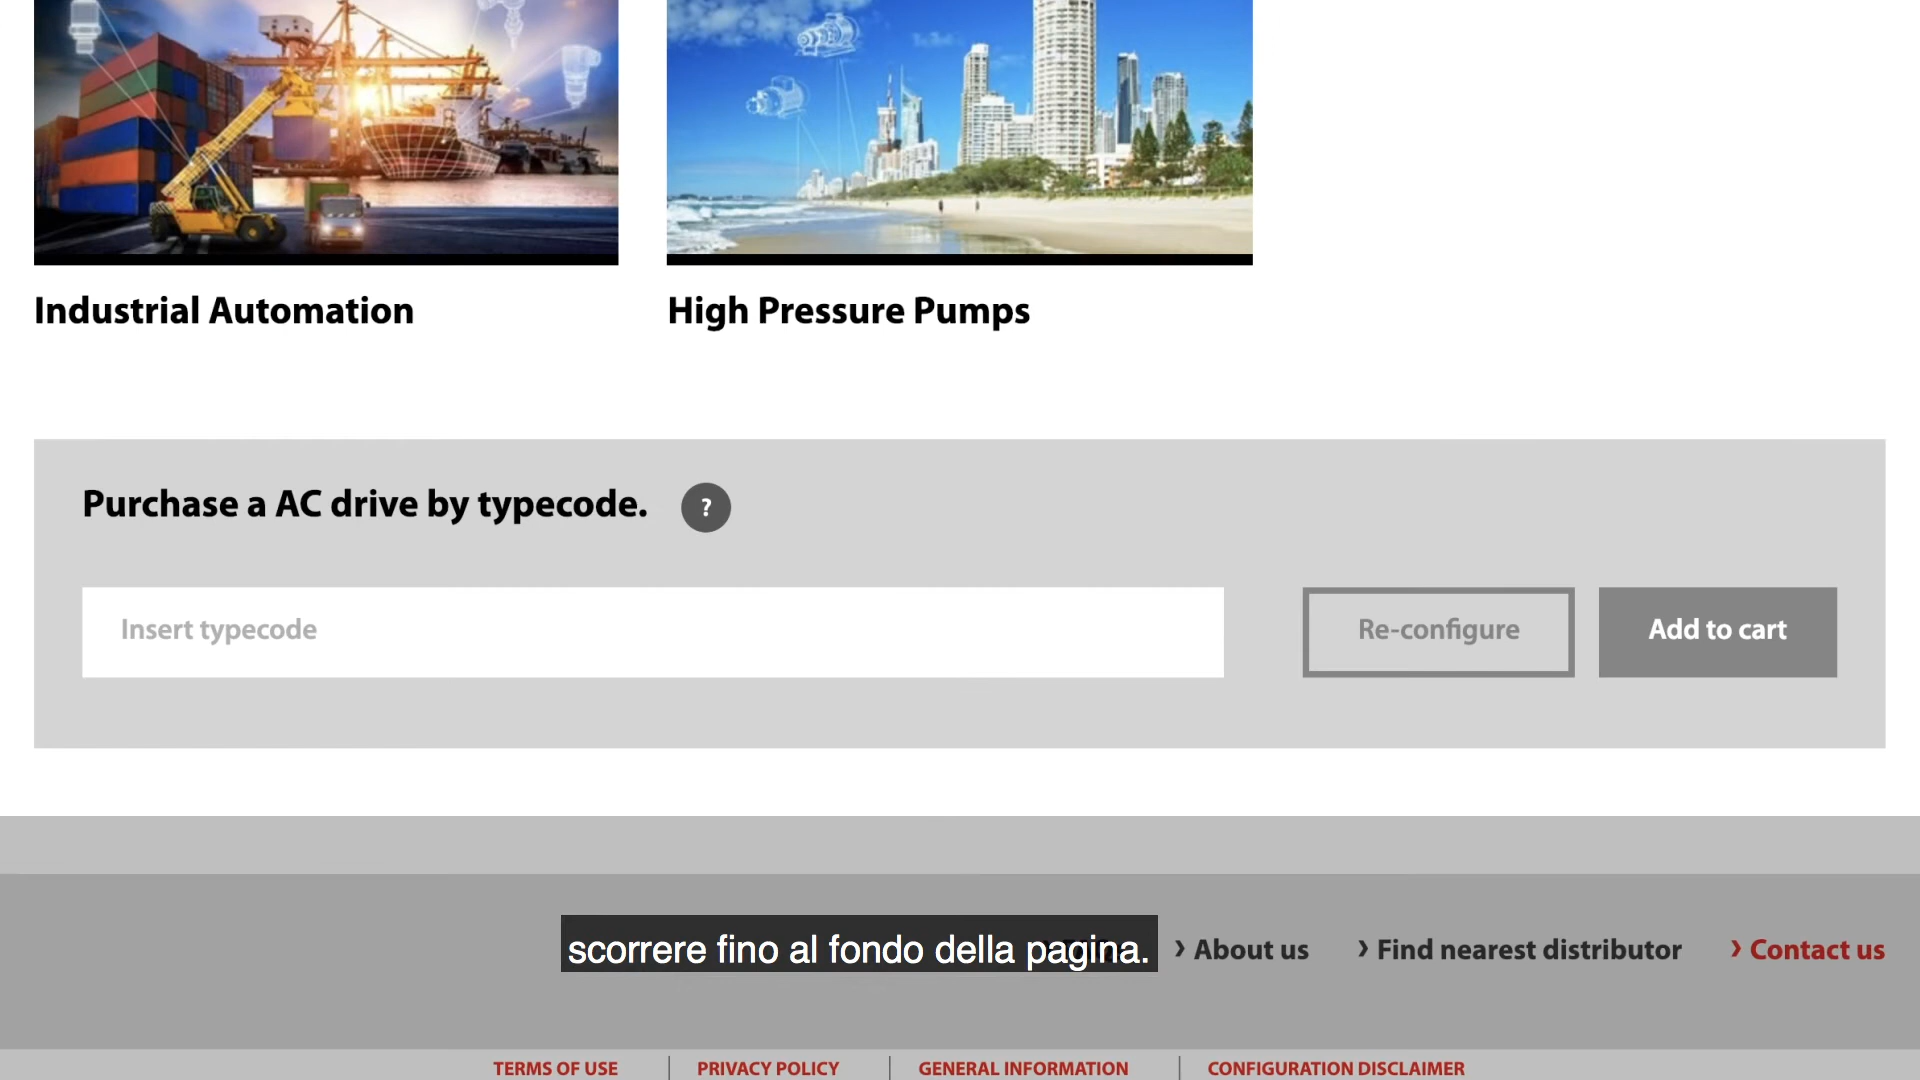 Industrial Automation
High Pressure Pumps
Purchase a AC drive by typecode.
?
Insert typecode
Re-configure
Add to cart
scorrere fino al fondo della pagina.
› About us
› Find nearest distributor
› Contact us
TERMS OF USE
PRIVACY POLICY
GENERAL INFORMATION
CONFIGURATION DISCLAIMER